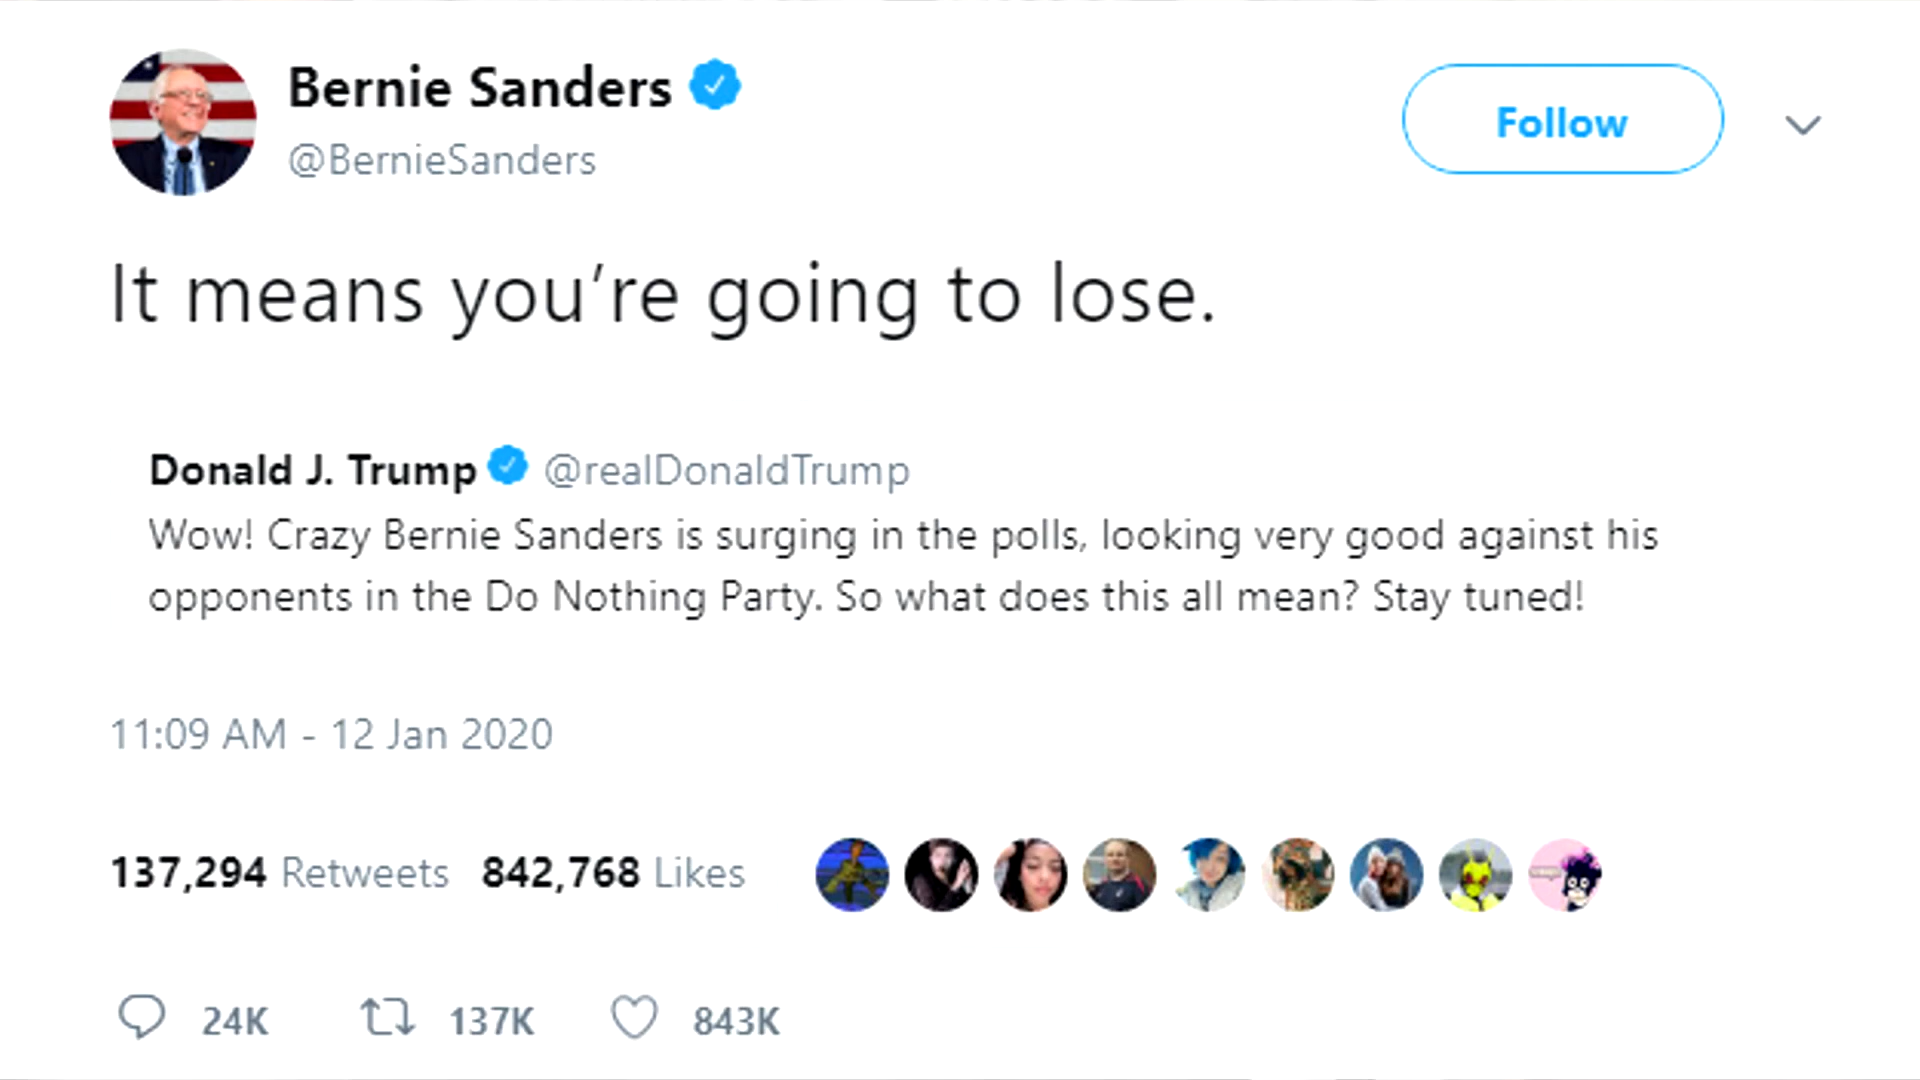 Bernie Sanders
@BernieSanders
Follow
It means you’re going to lose.
Donald J. Trump @realDonaldTrump
Wow! Crazy Bernie Sanders is surging in the polls, looking very good against his
opponents in the Do Nothing Party. So what does this all mean? Stay tuned!
11:09 AM - 12 Jan 2020
137,294 Retweets 842,768 Likes
24K 137K 843K